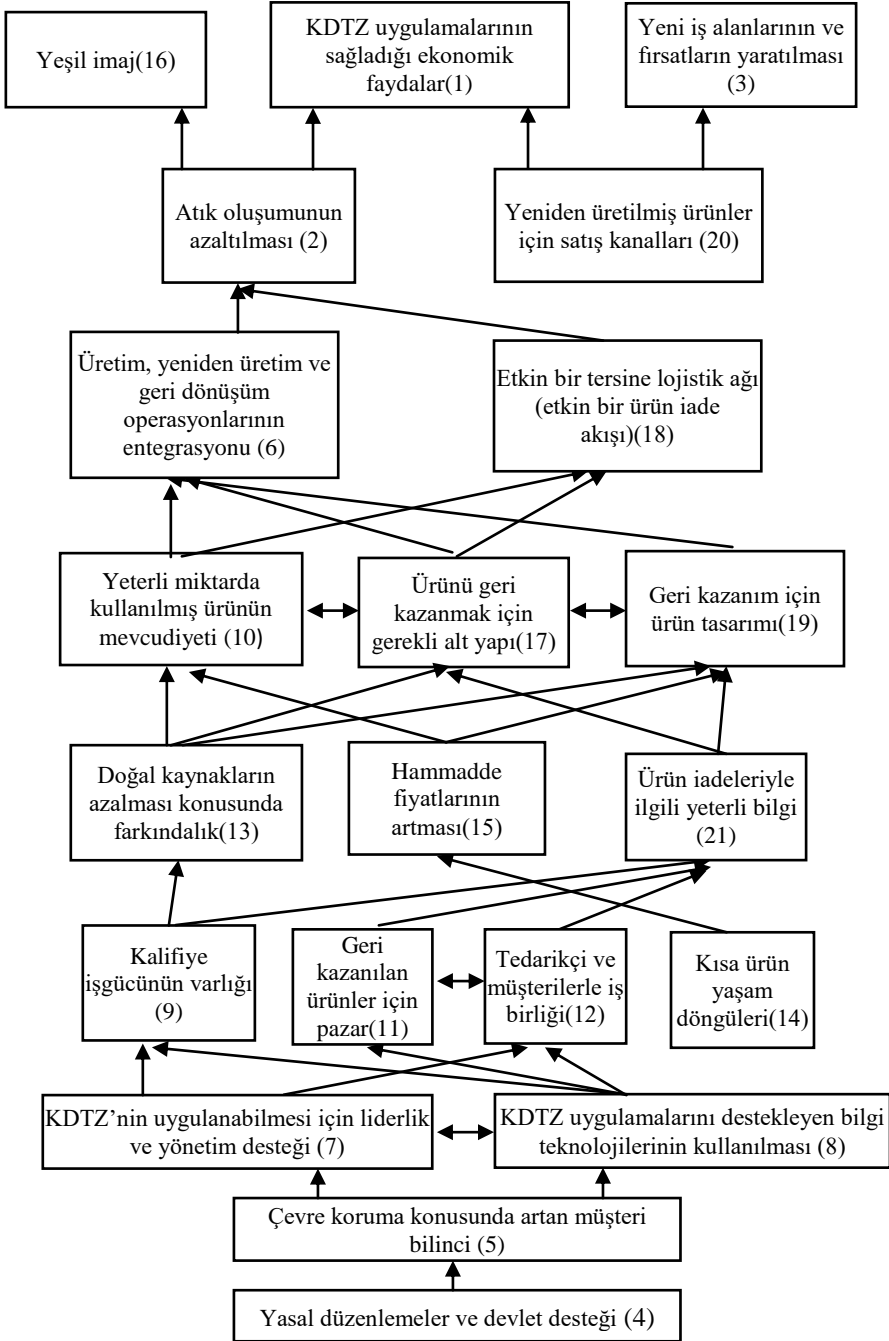 Yeşil imaj(16)
KDTZ uygulamalarının
sağladığı ekonomik
faydalar(1)
Yeni iş alanlarının ve
fırsatların yaratılması
(3)
Atık oluşumunun
azaltılması (2)
Yeniden üretilmiş ürünler
için satış kanalları (20)
Üretim, yeniden üretim ve
geri dönüşüm
operasyonlarının
entegrasyonu (6)
Etkin bir tersine lojistik ağı
(etkin bir ürün iade
akışı)(18)
Yeterli miktarda
kullanılmış ürünün
mevcudiyeti (10)
Ürünü geri
kazanmak için
gerekli alt yapı(17)
Geri kazanım için
ürün tasarımı(19)
Doğal kaynakların
azalması konusunda
farkındalık(13)
Hammadde
fiyatlarının
artması(15)
Ürün iadeleriyle
ilgili yeterli bilgi
(21)
Kalifiye
işgücünün varlığı
(9)
Geri
kazanılan
ürünler için
pazar(11)
Tedarikçi ve
müşterilerle iş
birliği(12)
Kısa ürün
yaşam
döngüleri(14)
KDTZ’nin uygulanabilmesi için liderlik
ve yönetim desteği (7)
KDTZ uygulamalarını destekleyen bilgi
teknolojilerinin kullanılması (8)
Çevre koruma konusunda artan müşteri
bilinci (5)
Yasal düzenlemeler ve devlet desteği (4)